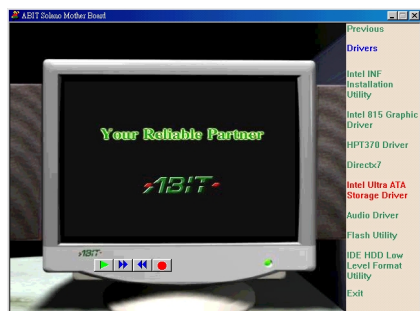 ABIT Solano Mother Board
Your Reliable Partner
ABIT
ABIT
Previous
Drivers
Intel INF
Installation
Utility
Intel 815 Graphic
Driver
HPT370 Driver
Directx7
Intel Ultra ATA
Storage Driver
Audio Driver
Flash Utility
IDE HDD Low
Level Format
Utility
Exit